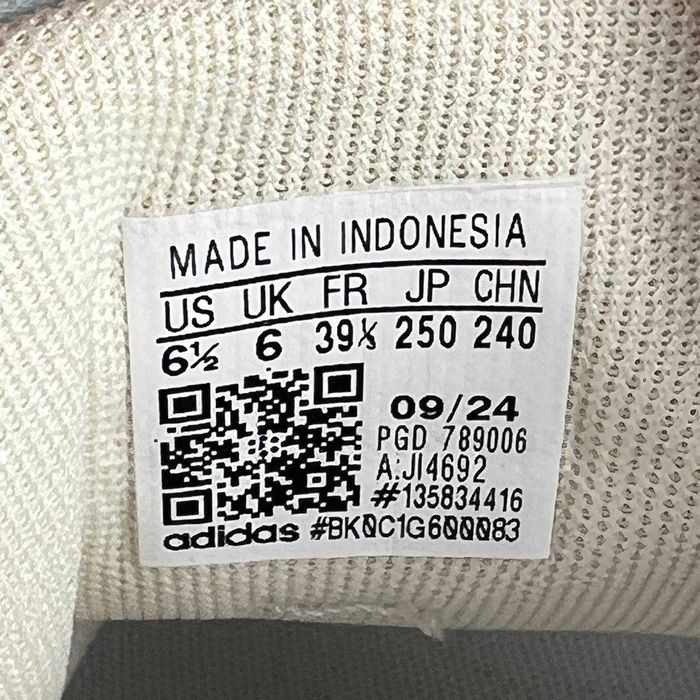 MADE IN INDONESIA
US UK FR JP CHN
6½ 6 39⅓ 250 240
09/24
PGD 789006
A:JI4692
#135834416
adidas #BK0C1G600083